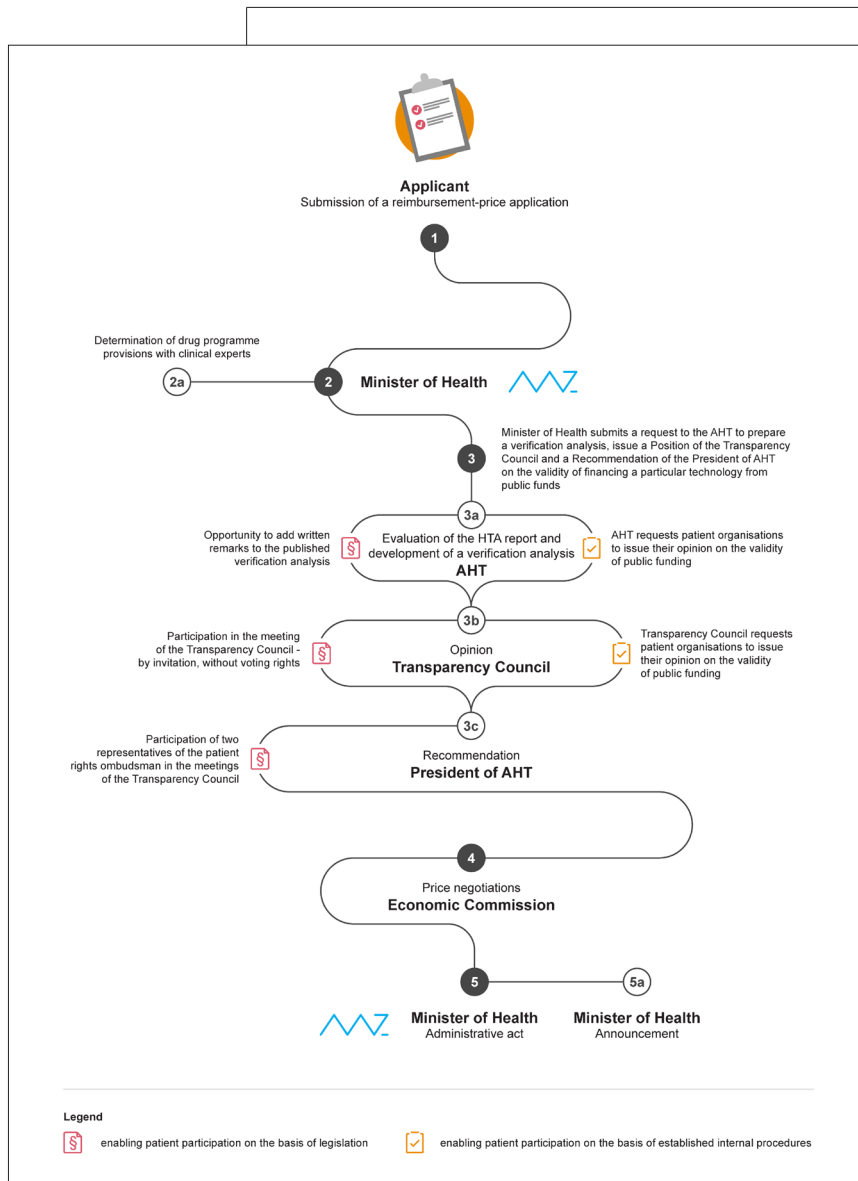 Applicant
Submission of a reimbursement-price application
1
Determination of drug programme
provisions with clinical experts
2a
2
Minister of Health
3
Minister of Health submits a request to the AHT to prepare
a verification analysis, issue a Position of the Transparency
Council and a Recommendation of the President of AHT
on the validity of financing a particular technology from
public funds
3a
Opportunity to add written
remarks to the published
verification analysis
§
Evaluation of the HTA report and
development of a verification analysis
AHT
AHT requests patient organisations
to issue their opinion on the validity
of public funding
3b
Participation in the meeting
of the Transparency Council -
by invitation, without voting rights
§
Opinion
Transparency Council
Transparency Council requests
patient organisations to issue
their opinion on the validity
of public funding
3c
Participation of two
representatives of the patient
rights ombudsman in the meetings
of the Transparency Council
§
Recommendation
President of AHT
4
Price negotiations
Economic Commission
5
5a
Minister of Health
Administrative act
Minister of Health
Announcement
Legend
§
enabling patient participation on the basis of legislation
enabling patient participation on the basis of established internal procedures